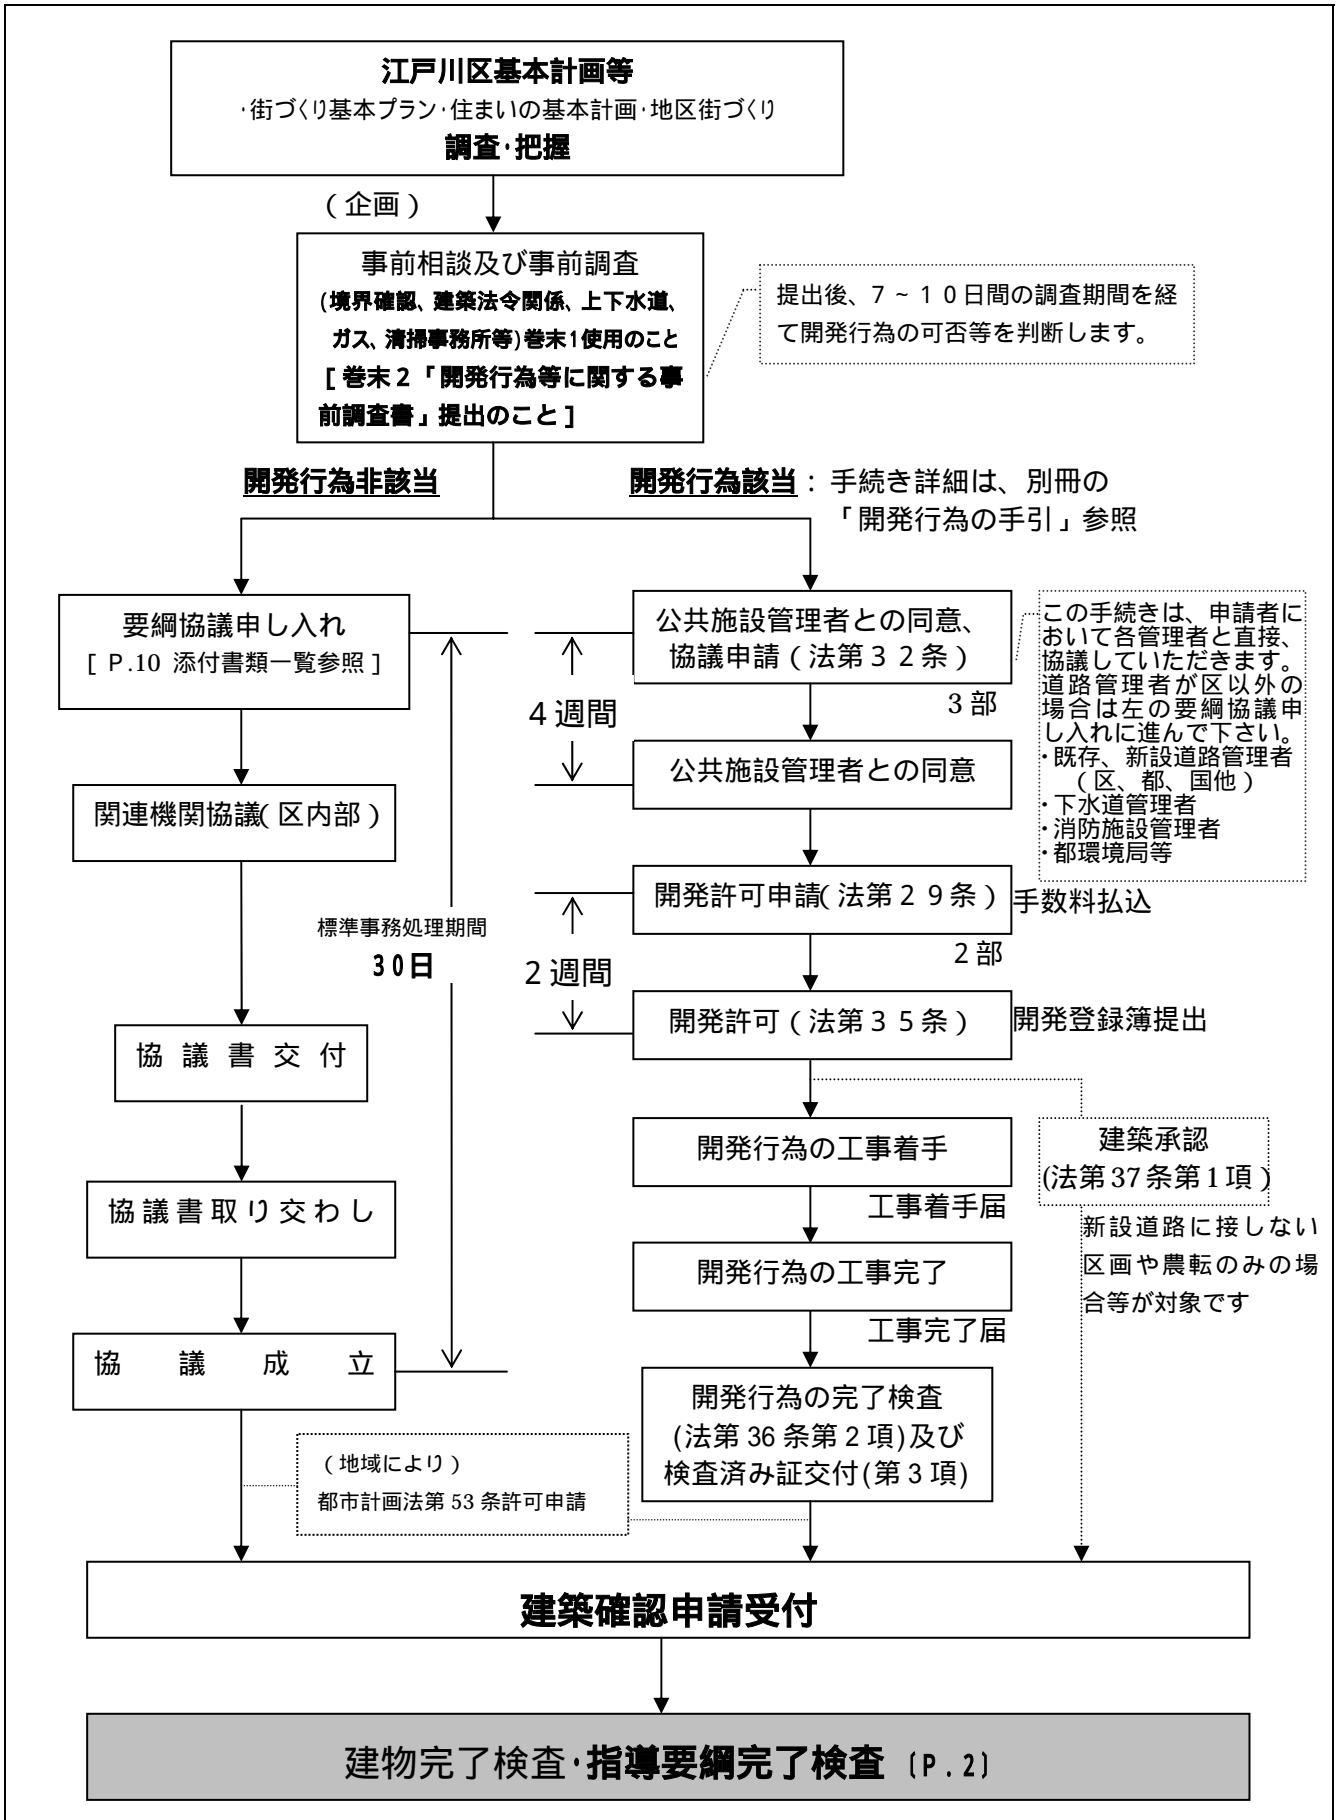 江戸川区基本計画等
・街づくり基本プラン・住まいの基本計画・地区街づくり
調査・把握
（企画）
事前相談及び事前調査
(境界確認、建築法令関係、上下水道、
ガス、清掃事務所等)巻末1使用のこと
[巻末２「開発行為等に関する事
前調査書」提出のこと]
提出後、７～１０日間の調査期間を経
て開発行為の可否等を判断します。
開発行為非該当
開発行為該当：手続き詳細は、別冊の
「開発行為の手引」参照
要綱協議申し入れ
[ P.10 添付書類一覧参照 ]
関連機関協議(区内部)
協議書交付
協議書取り交わし
協議成立
標準事務処理期間
30日
４週間
２週間
公共施設管理者との同意、
協議申請（法第３２条）
3部
公共施設管理者との同意
開発許可申請(法第２９条)
手数料払込
2部
開発許可（法第３５条）
開発登録簿提出
開発行為の工事着手
工事着手届
開発行為の工事完了
工事完了届
開発行為の完了検査
(法第36条第2項)及び
検査済み証交付(第3項)
この手続きは、申請者に
おいて各管理者と直接、
協議していただきます。
道路管理者が区以外の
場合は左の要綱協議申
し入れに進んで下さい。
・既存、新設道路管理者
（区、都、国他）
・下水道管理者
・消防施設管理者
・都環境局等
建築承認
(法第37条第1項)
新設道路に接しない
区画や農転のみの場
合等が対象です
（地域により）
都市計画法第53条許可申請
建築確認申請受付
建物完了検査・指導要綱完了検査 (P.2)